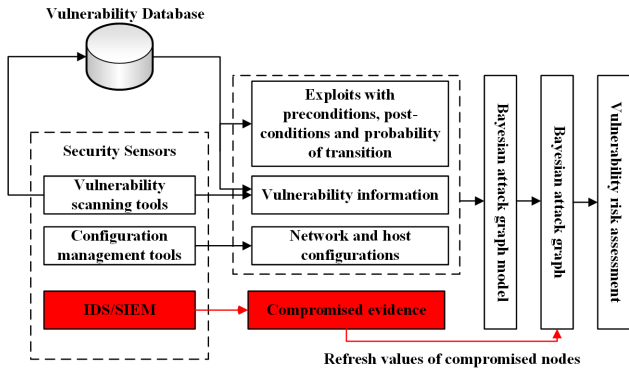 Vulnerability Database
Exploits with
preconditions, post-
conditions and probability
of transition
Security Sensors
Vulnerability
scanning tools
Vulnerability information
Configuration
management tools
Network and host
configurations
IDS/SIEM
Compromised evidence
Bayesian attack graph model
Bayesian attack graph
Vulnerability risk assessment
Refresh values of compromised nodes